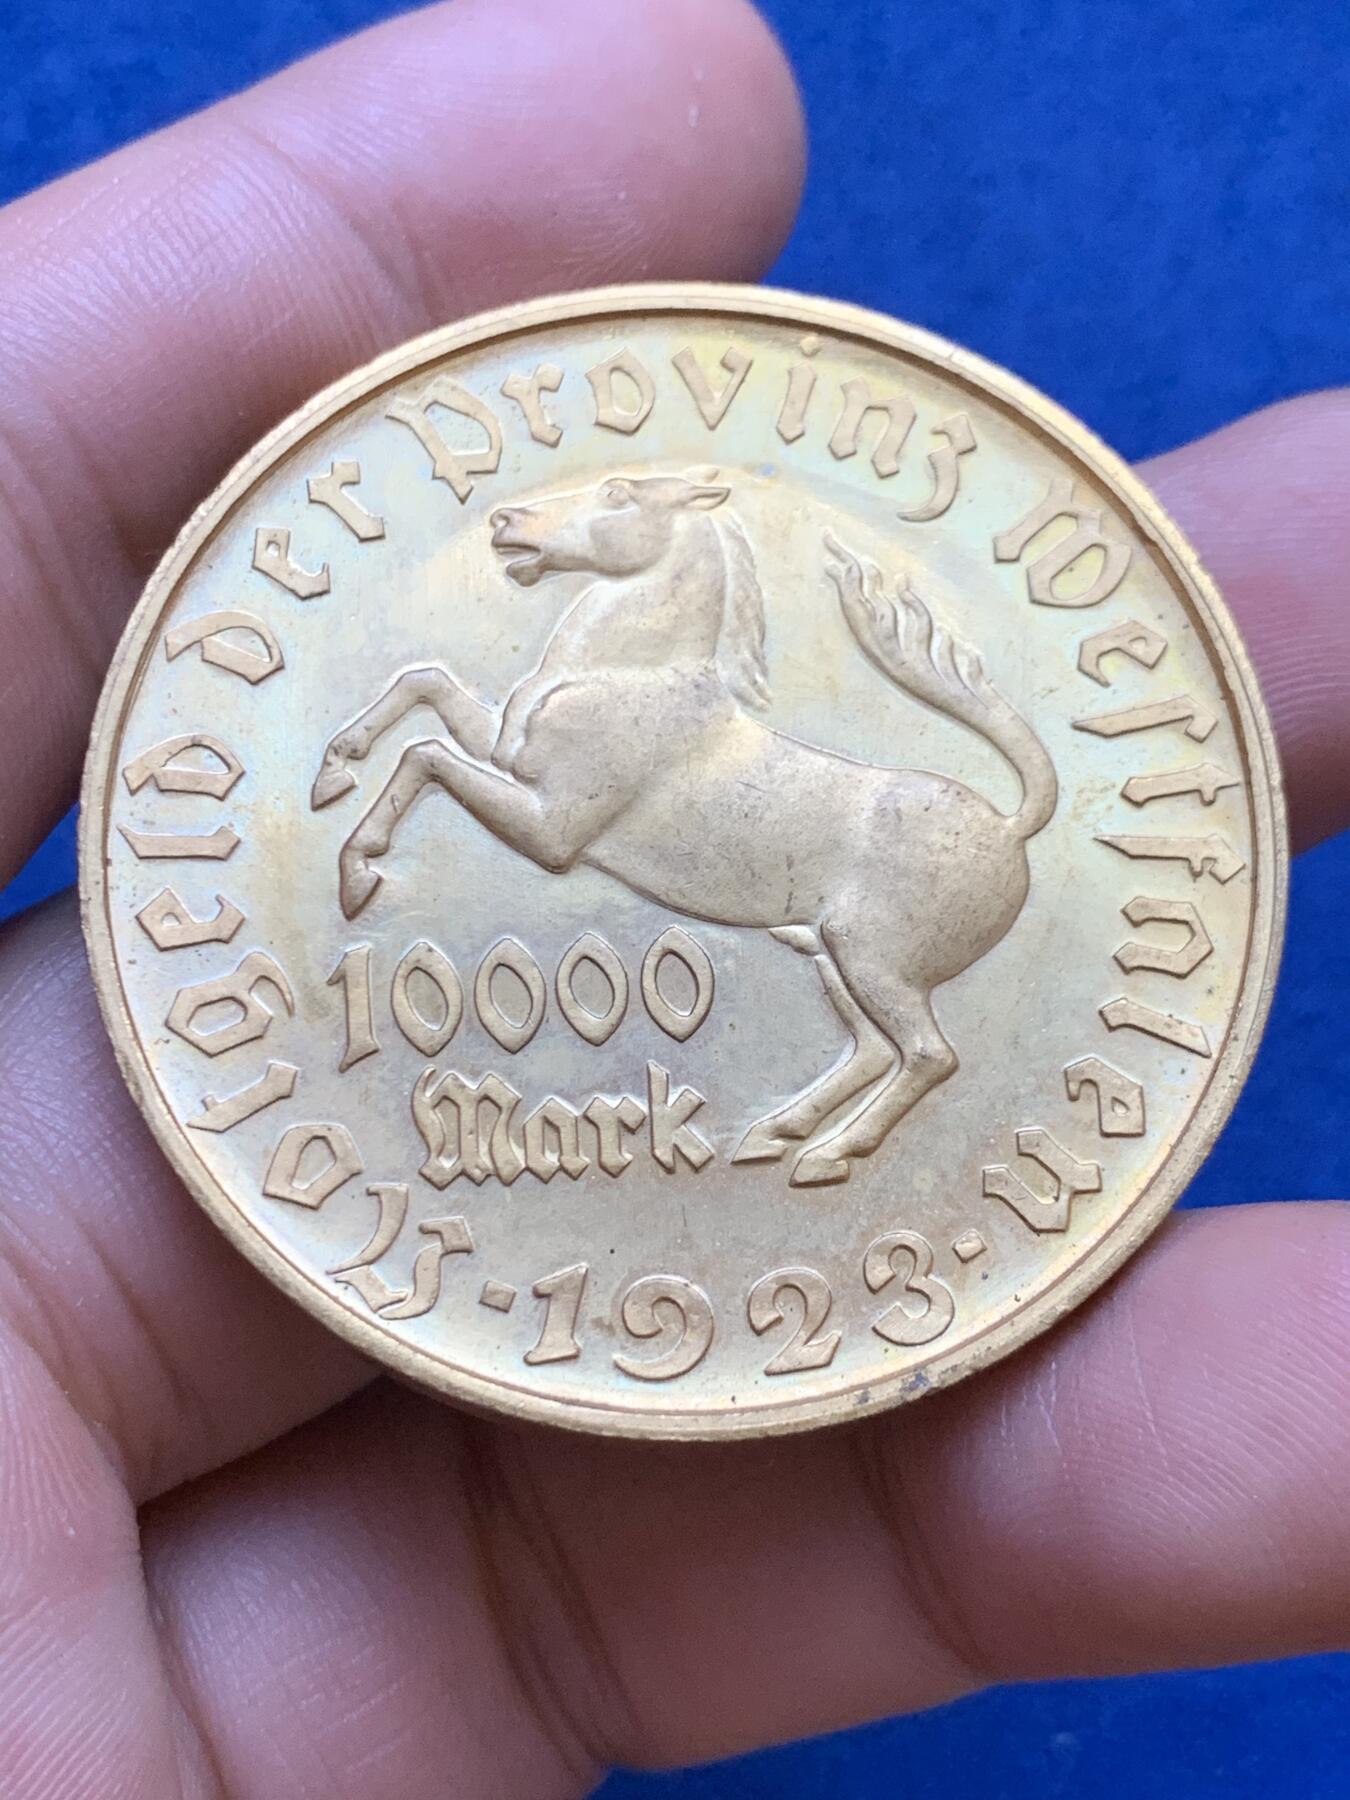 Notgeld der Provinz Westfalen
10000
Mark
· 1923 ·